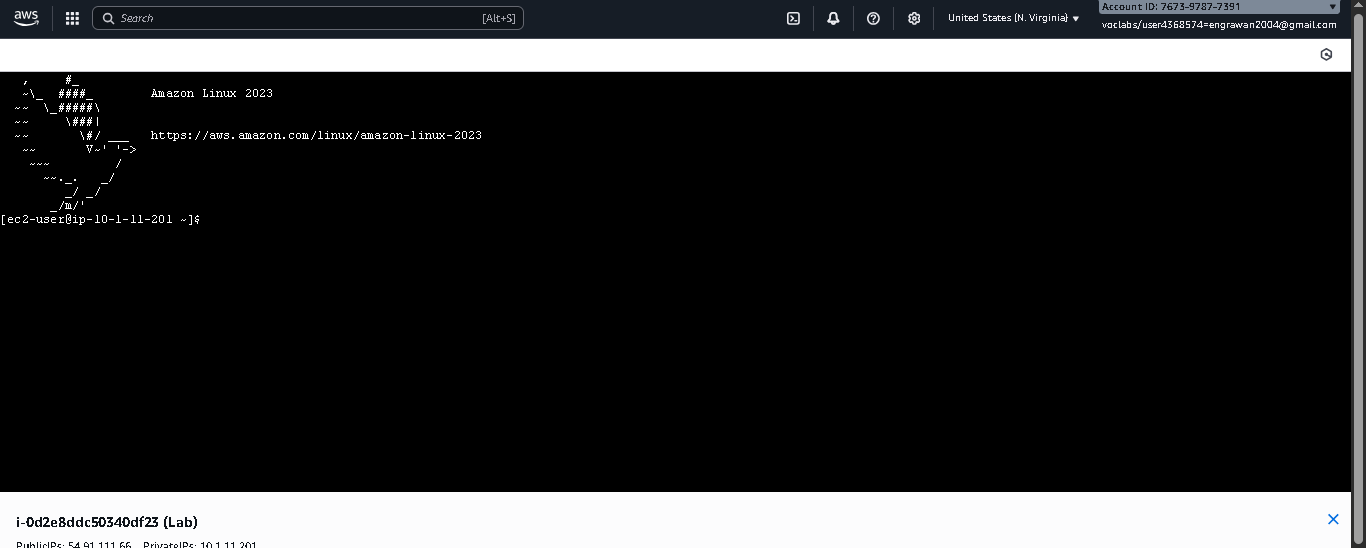 aws
Search [Alt+S]
United States (N. Virginia) ▼
Account ID: 7673-9787-7391 ▼
voclabs/user4368574=engrawan2004@gmail.com
   ,     #_
   ~\_  ####_        Amazon Linux 2023
  ~~  \_#####\
  ~~     \###|
  ~~       \#/ ___   https://aws.amazon.com/linux/amazon-linux-2023
   ~~       V~' '->
    ~~~         /
      ~~._.   _/
         _/ _/
       _/m/'
[ec2-user@ip-10-1-11-201 ~]$
i-0d2e8ddc50340df23 (Lab)
PublicIPs: 54.91.111.66 PrivateIPs: 10.1.11.201